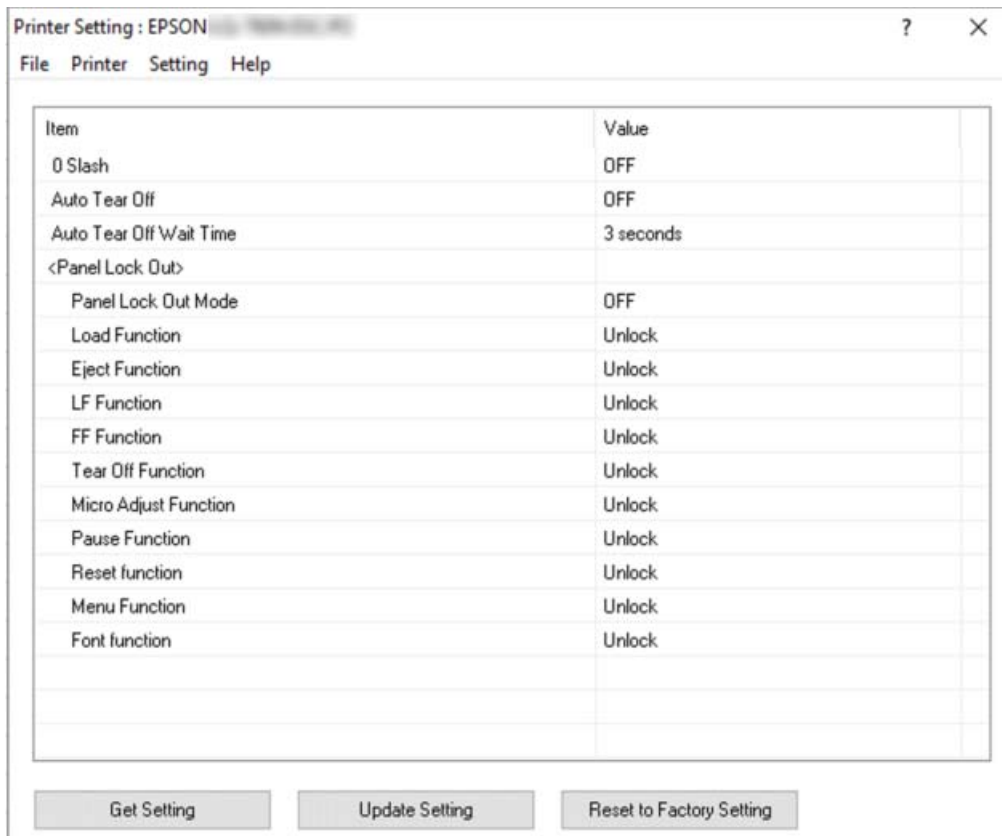 Printer Setting : EPSON
?
File Printer Setting Help
Item Value
0 Slash OFF
Auto Tear Off OFF
Auto Tear Off Wait Time 3 seconds
<Panel Lock Out>
Panel Lock Out Mode OFF
Load Function Unlock
Eject Function Unlock
LF Function Unlock
FF Function Unlock
Tear Off Function Unlock
Micro Adjust Function Unlock
Pause Function Unlock
Reset function Unlock
Menu Function Unlock
Font function Unlock
Get Setting Update Setting Reset to Factory Setting